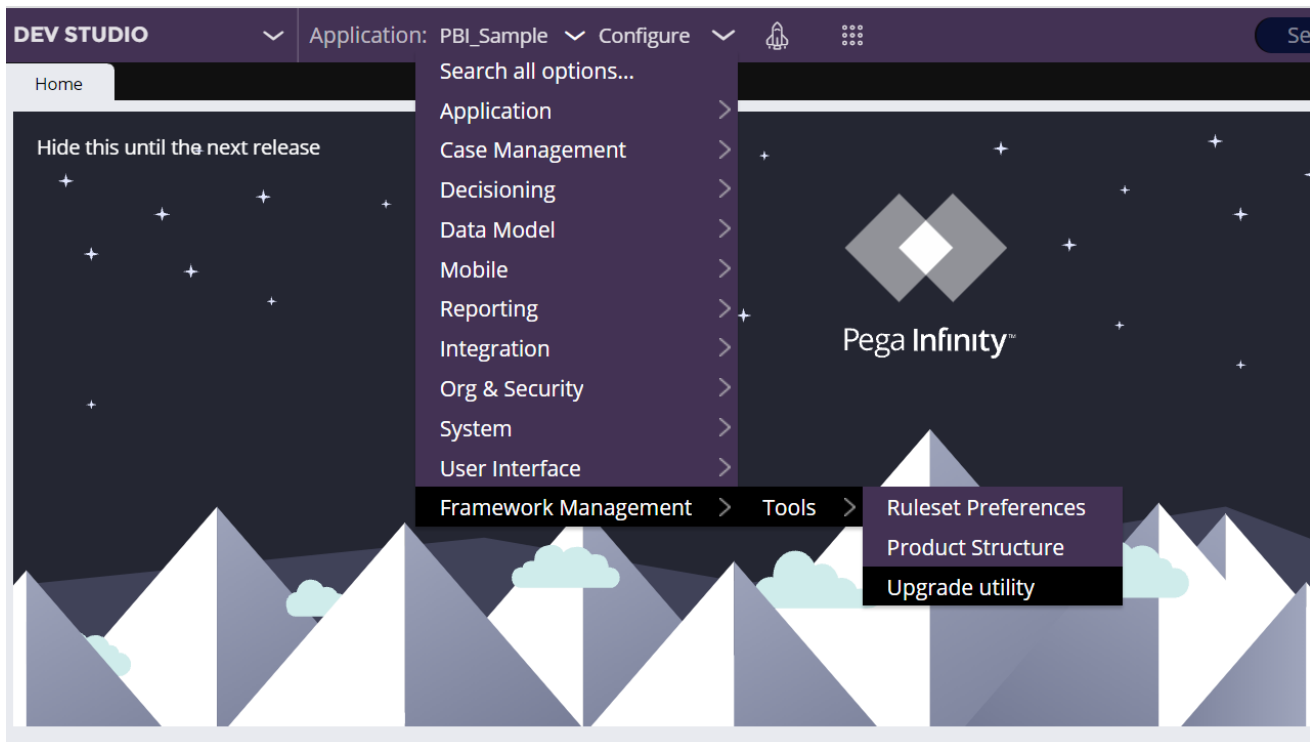 DEV STUDIO Application: PBI_Sample Configure
Home
Search all options...
Application
Case Management
Decisioning
Data Model
Mobile
Reporting
Integration
Org & Security
System
User Interface
Framework Management Tools Ruleset Preferences
Product Structure
Upgrade utility
Hide this until the next release
Pega Infinity™
Se